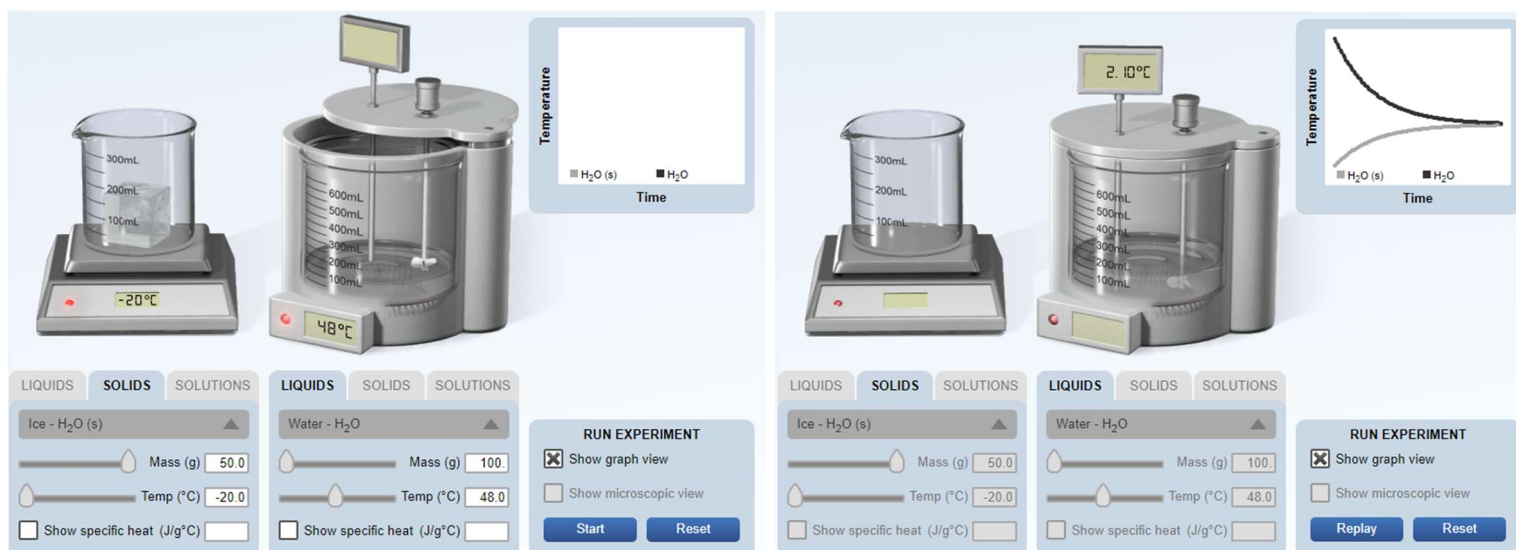 Temperature
H₂O (s) H₂O
Time
300mL
200mL
100mL
-20°C
600mL
500mL
400mL
300mL
200mL
100mL
48°C
LIQUIDS SOLIDS SOLUTIONS
Ice - H₂O (s)
Mass (g) 50.0
Temp (°C) -20.0
Show specific heat (J/g°C)
LIQUIDS SOLIDS SOLUTIONS
Water - H₂O
Mass (g) 100.
Temp (°C) 48.0
Show specific heat (J/g°C)
RUN EXPERIMENT
Show graph view
Show microscopic view
Start Reset
2.10°C
Temperature
H₂O (s) H₂O
Time
300mL
200mL
100mL
600mL
500mL
400mL
300mL
200mL
100mL
LIQUIDS SOLIDS SOLUTIONS
Ice - H₂O (s)
Mass (g) 50.0
Temp (°C) -20.0
Show specific heat (J/g°C)
LIQUIDS SOLIDS SOLUTIONS
Water - H₂O
Mass (g) 100.
Temp (°C) 48.0
Show specific heat (J/g°C)
RUN EXPERIMENT
Show graph view
Show microscopic view
Replay Reset